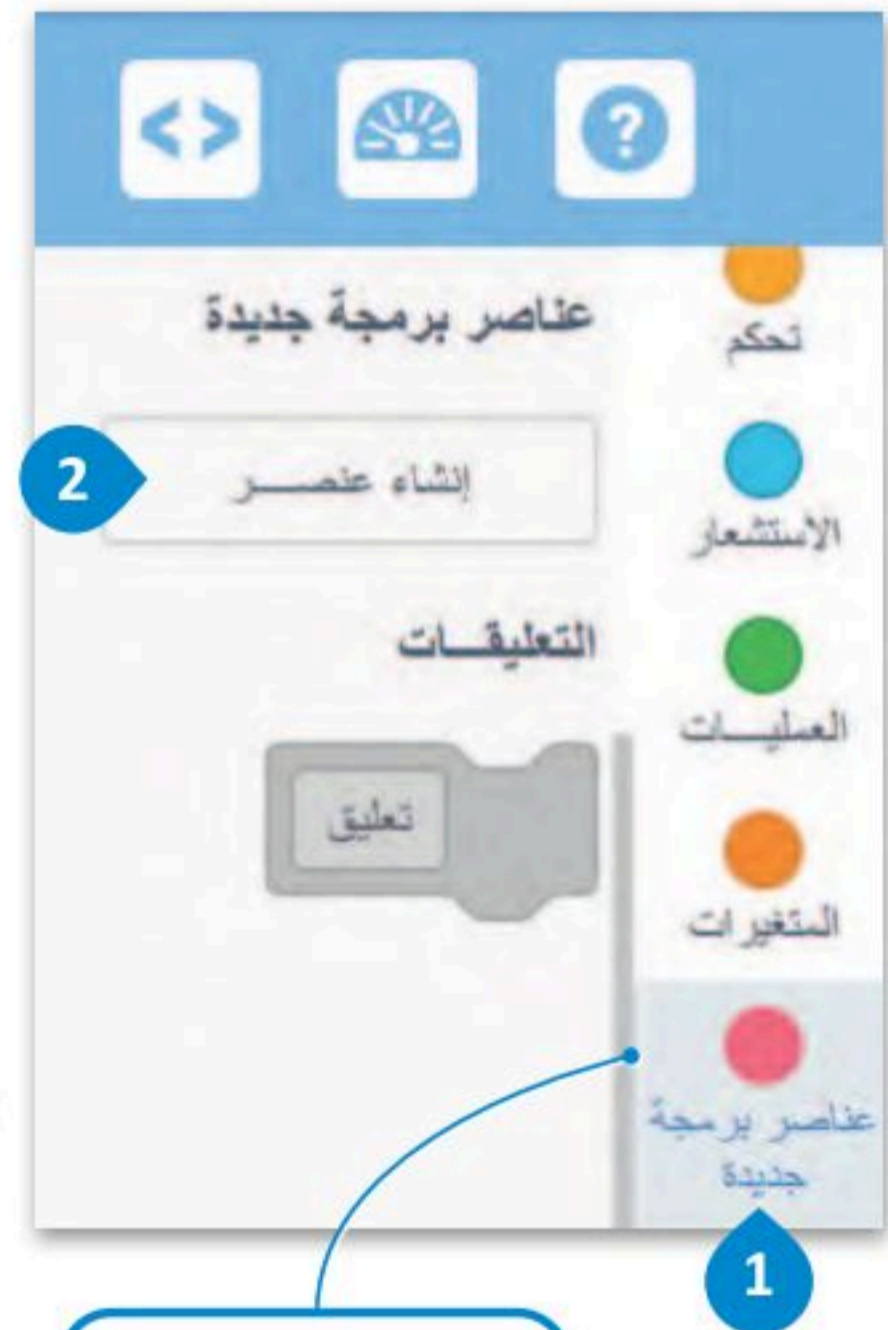 < >
?
عناصر برمجة جديدة
2
إنشاء عنصـــر
التعليقـــات
تعليق
تحكم
الاستشعار
العمليـــات
المتغيرات
عناصر برمجة
جديدة
1